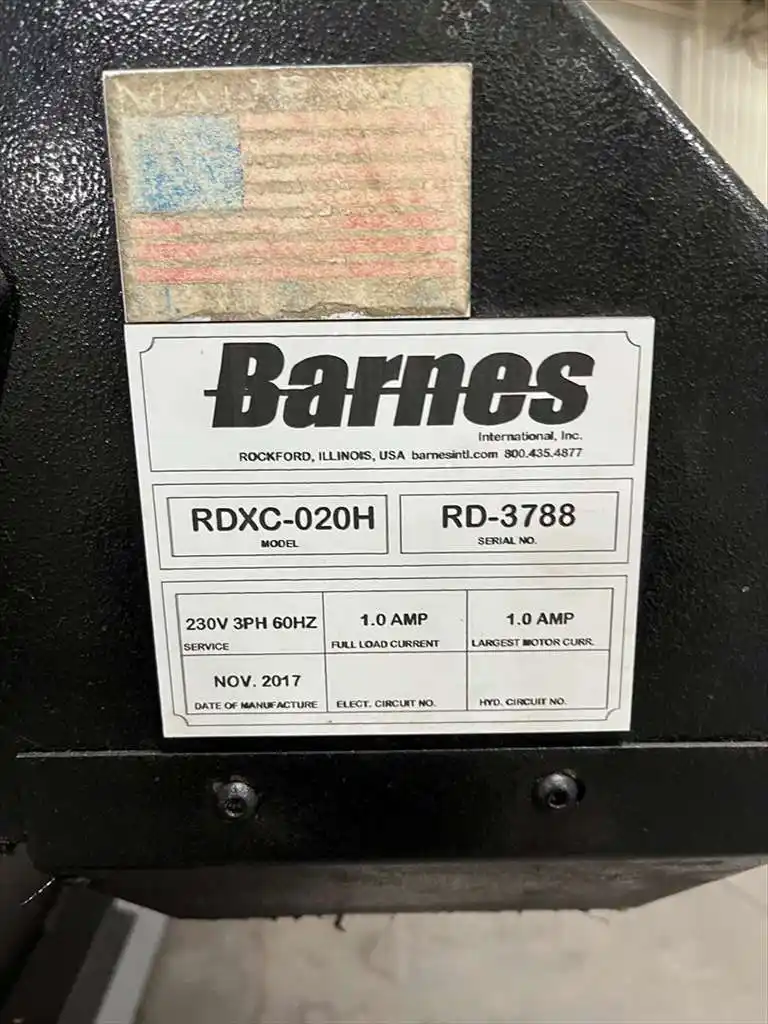 Barnes
International, Inc.
ROCKFORD, ILLINOIS, USA barnesintl.com 800.435.4877
RDXC-020H
MODEL
RD-3788
SERIAL NO.
230V 3PH 60HZ
SERVICE
1.0 AMP
FULL LOAD CURRENT
1.0 AMP
LARGEST MOTOR CURR.
NOV. 2017
DATE OF MANUFACTURE
ELECT. CIRCUIT NO.
HYD. CIRCUIT NO.